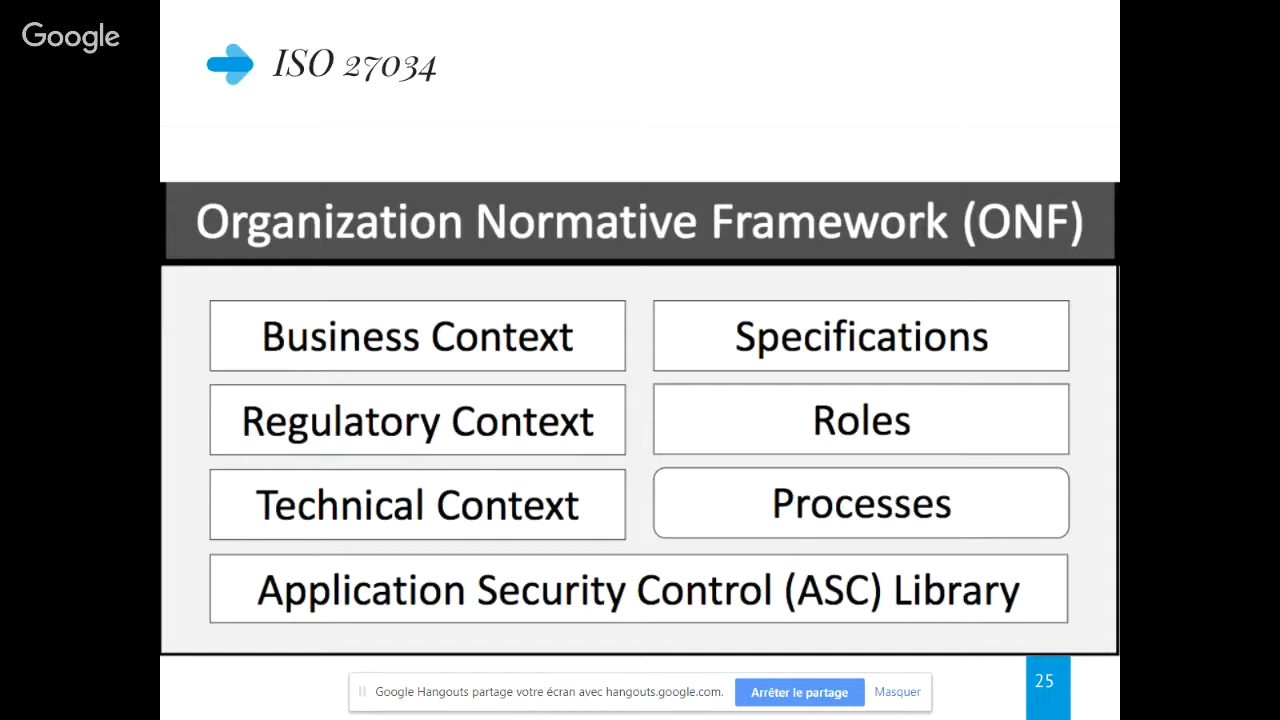 Google
ISO 27034
Organization Normative Framework (ONF)
Business Context
Specifications
Regulatory Context
Roles
Technical Context
Processes
Application Security Control (ASC) Library
Google Hangouts partage votre écran avec hangouts.google.com.
Arrêter le partage
Masquer
25